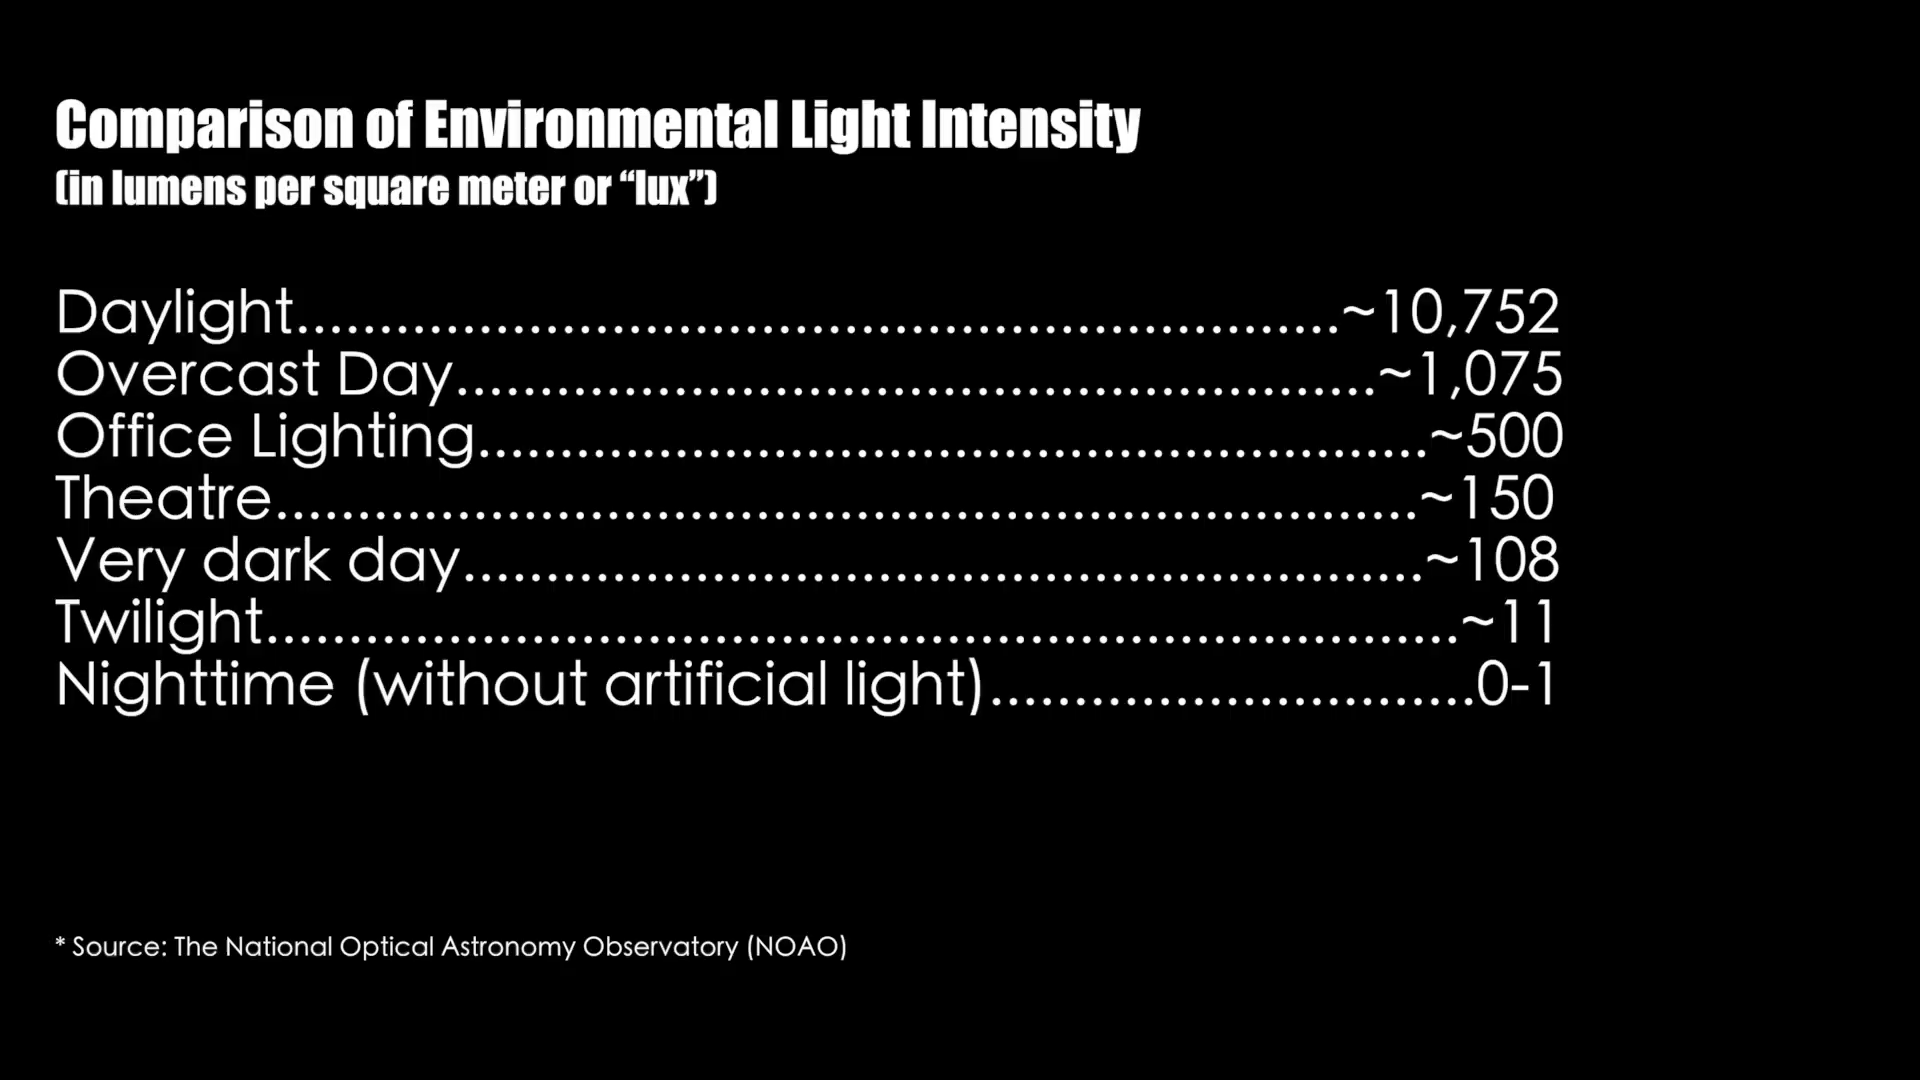 Comparison of Environmental Light Intensity
(in lumens per square meter or “lux”)
Daylight...............................................................~10,752
Overcast Day........................................................~1,075
Office Lighting..........................................................~500
Theatre.....................................................................~150
Very dark day..........................................................~108
Twilight........................................................................~11
Nighttime (without artificial light).............................0-1
* Source: The National Optical Astronomy Observatory (NOAO)